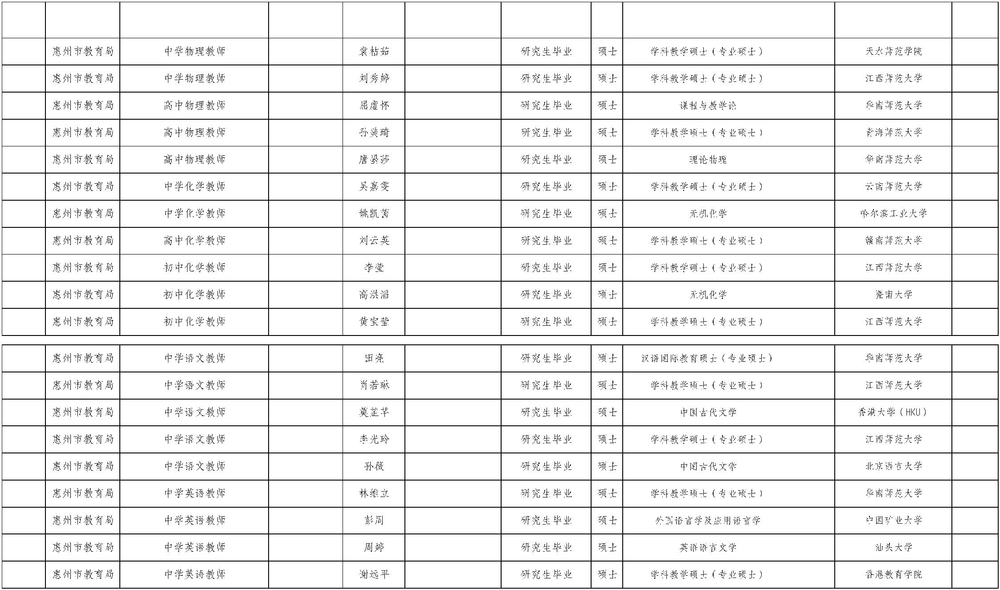 惠州市教育局 中学物理教师 袁桔茹 研究生毕业 硕士 学科教学硕士（专业硕士） 天水师范学院
惠州市教育局 中学物理教师 刘秀婷 研究生毕业 硕士 学科教学硕士（专业硕士） 江西师范大学
惠州市教育局 高中物理教师 屈虚怀 研究生毕业 硕士 课程与教学论 华南师范大学
惠州市教育局 高中物理教师 孙美琦 研究生毕业 硕士 学科教学硕士（专业硕士） 青海师范大学
惠州市教育局 高中物理教师 研究生毕业 硕士 理论物理 华南师范大学
惠州市教育局 中学化学教师 吴嘉雯 研究生毕业 硕士 学科教学硕士（专业硕士） 云南师范大学
惠州市教育局 中学化学教师 姚凯茵 研究生毕业 硕士 无机化学 哈尔滨工业大学
惠州市教育局 高中化学教师 刘云英 研究生毕业 硕士 学科教学硕士（专业硕士） 赣南师范大学
惠州市教育局 初中化学教师 李莹 研究生毕业 硕士 学科教学硕士（专业硕士） 江西师范大学
惠州市教育局 初中化学教师 高洪滔 研究生毕业 硕士 无机化学 暨南大学
惠州市教育局 初中化学教师 黄宝莹 研究生毕业 硕士 学科教学硕士（专业硕士） 江西师范大学
惠州市教育局 中学语文教师 田亮 研究生毕业 硕士 汉语国际教育硕士（专业硕士） 华南师范大学
惠州市教育局 中学语文教师 肖若琳 研究生毕业 硕士 学科教学硕士（专业硕士） 江西师范大学
惠州市教育局 中学语文教师 研究生毕业 硕士 中国古代文学 香港大学（HKU）
惠州市教育局 中学语文教师 李光玲 研究生毕业 硕士 学科教学硕士（专业硕士） 江西师范大学
惠州市教育局 中学语文教师 孙薇 研究生毕业 硕士 中国古代文学 北京语言大学
惠州市教育局 中学英语教师 林维立 研究生毕业 硕士 学科教学硕士（专业硕士） 华南师范大学
惠州市教育局 中学英语教师 彭周 研究生毕业 硕士 外国语言学及应用语言学 中国矿业大学
惠州市教育局 中学英语教师 周婷 研究生毕业 硕士 英语语言文学 汕头大学
惠州市教育局 中学英语教师 谢远平 研究生毕业 硕士 学科教学硕士（专业硕士） 香港教育学院